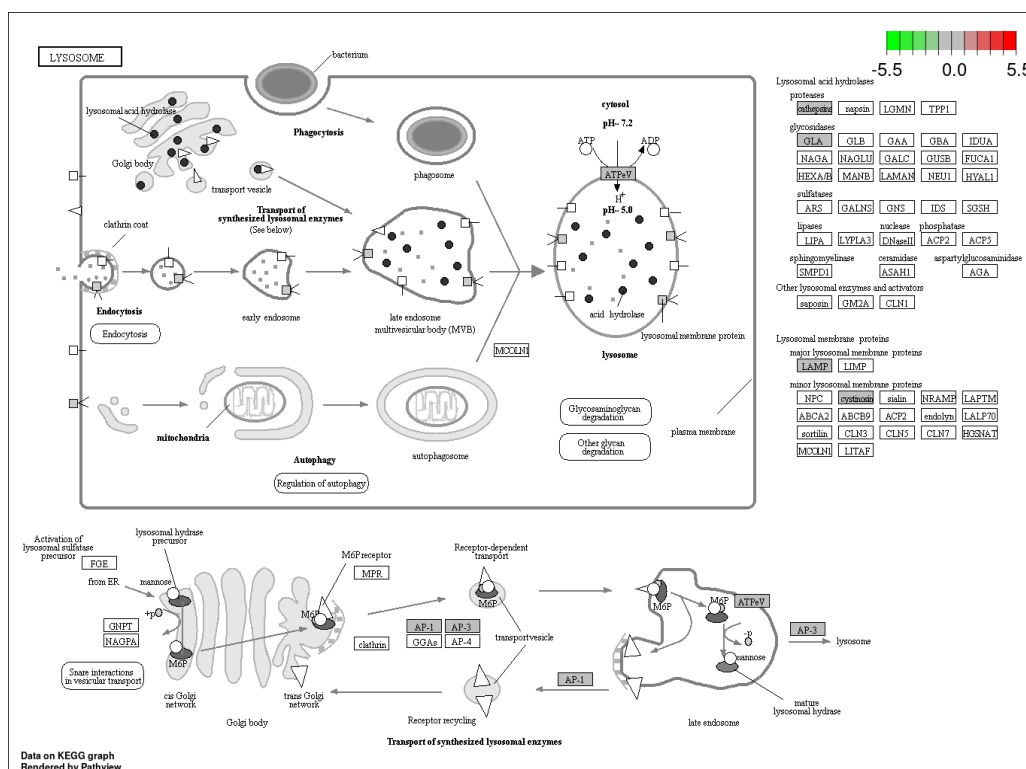 LYSOSOME
bacterium
-5.5 0.0 5.5
lysosomal acid hydrolase
Phagocytosis
cytosol
pH~ 7.2
ATP
ADP
Golgi body
phagosome
ATPeV
H+
pH~ 5.0
transport vesicle
Transport of
synthesized lysosomal enzymes
(See below)
clathrin coat
Endocytosis
early endosome
late endosome
multivesicular body (MVB)
acid hydrolase
lysosomal membrane protein
lysosome
Endocytosis
MCOLN1
mitochondria
autophagosome
Autophagy
Regulation of autophagy
Glycosaminoglycan
degradation
Other glycan
degradation
plasma membrane
Lysosomal acid hydrolases
proteases
cathepsins napsin LGMN TPP1
glycosidases
GLA GLB GAA GBA IDUA
NAGA NAGLU GALC GUSB FUCA1
HEXA/B MANB LAMAN NEU1 HYAL1
sulfatases
ARS GALNS GNS IDS SGSH
lipases nuclease phosphatase
LIPA LYPLA3 DNaseII ACP2 ACP5
sphingomyelinase ceramidase aspartylglucosaminidase
SMPD1 ASAH1 AGA
Other lysosomal enzymes and activators
saposin GM2A CLN1
Lysosomal membrane proteins
major lysosomal membrane proteins
LAMP LIMP
minor lysosomal membrane proteins
NPC cystinosin sialin NRAMP LAPTM
ABCA2 ABCB9 ACP2 endolyn LALP70
sortilin CLN3 CLN5 CLN7 HGSNAT
MCOLN1 LITAF
Activation of
lysosomal sulfatase
precursor
FGE
lysosomal hydrase
precursor
from ER
mannose
+p
GNPT
NAGPA
M6P
Snare interactions
in vesicular transport
cis Golgi
network
M6P receptor
MPR
M6P
clathrin
trans Golgi
network
Golgi body
Receptor-dependent
transport
M6P
AP-1 AP-3
GGAs AP-4
transport vesicle
Receptor recycling
AP-1
M6P
M6P
ATPeV
-p
mannose
AP-3
lysosome
mature
lysosomal hydrase
late endosome
Transport of synthesized lysosomal enzymes
Data on KEGG graph
Rendered by Pathview